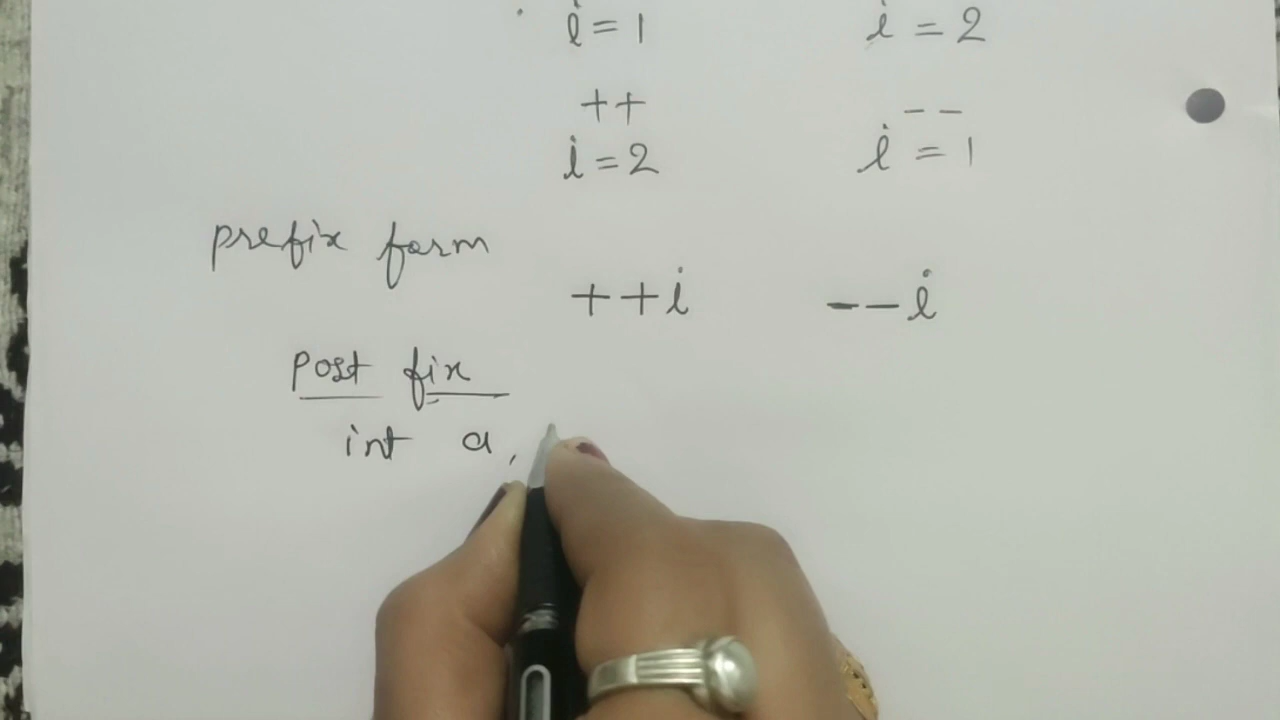 i = 1 i = 2
++ --
i = 2 i = 1
prefix form
++i --i
post fix
int a,